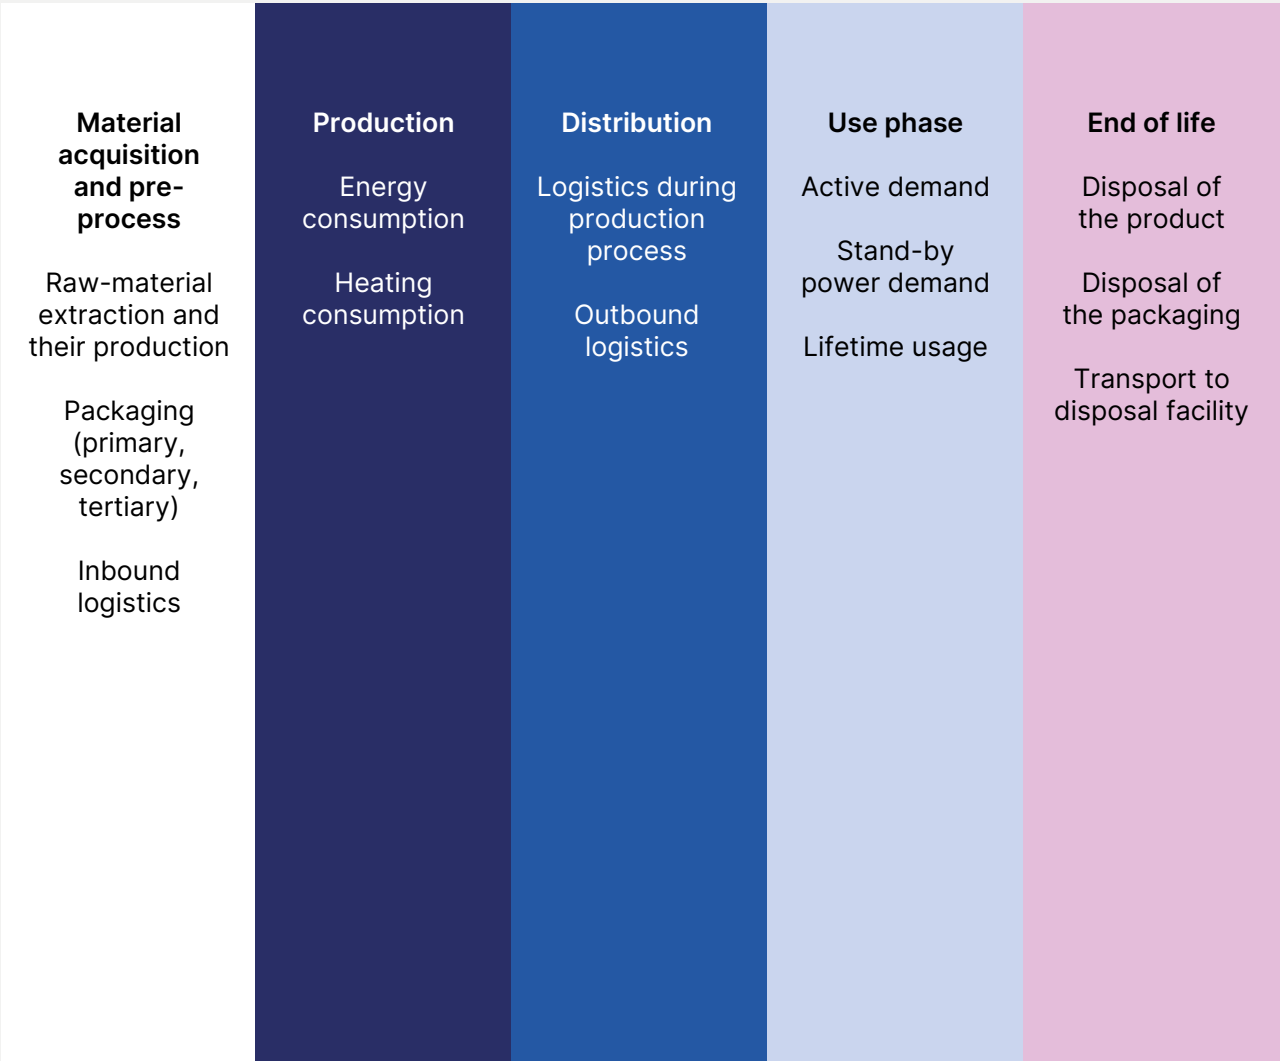 Material
acquisition
and pre-
process
Raw-material
extraction and
their production
Packaging
(primary,
secondary,
tertiary)
Inbound
logistics
Production
Energy
consumption
Heating
consumption
Distribution
Logistics during
production
process
Outbound
logistics
Use phase
Active demand
Stand-by
power demand
Lifetime usage
End of life
Disposal of
the product
Disposal of
the packaging
Transport to
disposal facility